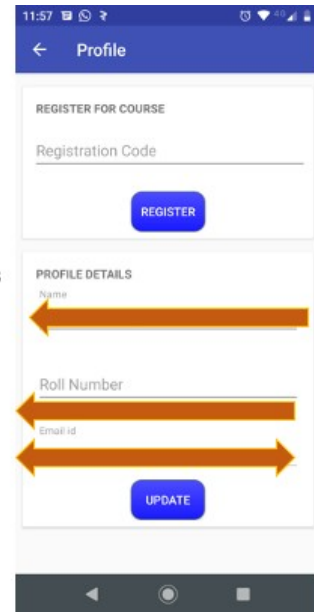 11:57
Profile
REGISTER FOR COURSE
Registration Code
REGISTER
PROFILE DETAILS
Name
Roll Number
Email id
UPDATE